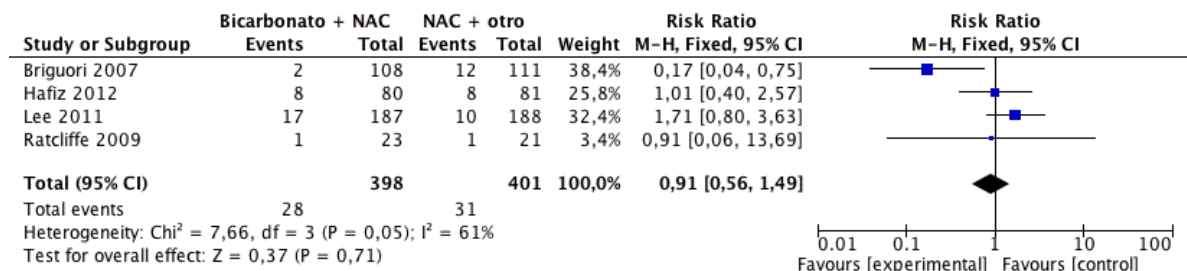 Bicarbonato + NAC NAC + otro Risk Ratio Risk Ratio
Study or Subgroup Events Total Events Total Weight M-H, Fixed, 95% CI M-H, Fixed, 95% CI
Briguori 2007 2 108 12 111 38,4% 0,17 [0,04, 0,75]
Hafiz 2012 8 80 8 81 25,8% 1,01 [0,40, 2,57]
Lee 2011 17 187 10 188 32,4% 1,71 [0,80, 3,63]
Ratcliffe 2009 1 23 1 21 3,4% 0,91 [0,06, 13,69]
Total (95% CI) 398 401 100,0% 0,91 [0,56, 1,49]
Total events 28 31
Heterogeneity: Chi² = 7,66, df = 3 (P = 0,05); I² = 61%
Test for overall effect: Z = 0,37 (P = 0,71)
0.01 0.1 1 10 100
Favours [experimental] Favours [control]